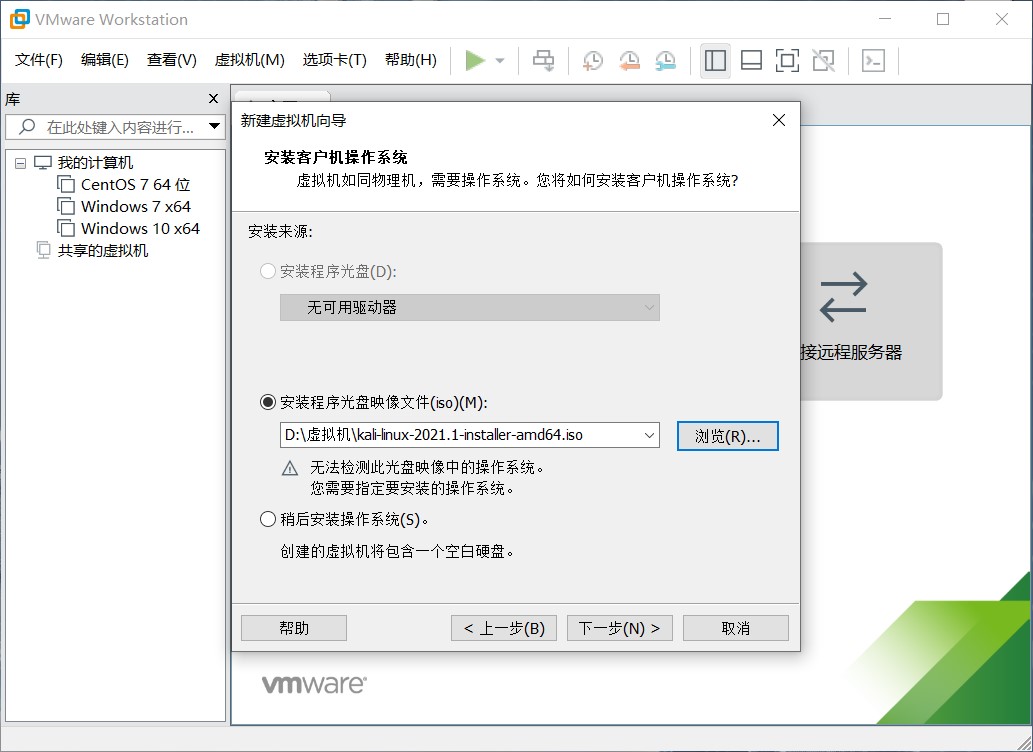 VMware Workstation
文件(F) 编辑(E) 查看(V) 虚拟机(M) 选项卡(T) 帮助(H)
库
在此处键入内容进行...
我的计算机
CentOS 7 64 位
Windows 7 x64
Windows 10 x64
共享的虚拟机
新建虚拟机向导
安装客户机操作系统
虚拟机如同物理机，需要操作系统。您将如何安装客户机操作系统?
安装来源:
安装程序光盘(D):
无可用驱动器
安装程序光盘映像文件(iso)(M):
D:\虚拟机\kali-linux-2021.1-installer-amd64.iso
浏览(R)...
无法检测此光盘映像中的操作系统。
您需要指定要安装的操作系统。
稍后安装操作系统(S)。
创建的虚拟机将包含一个空白硬盘。
帮助 < 上一步(B) 下一步(N) > 取消
接远程服务器
vmware